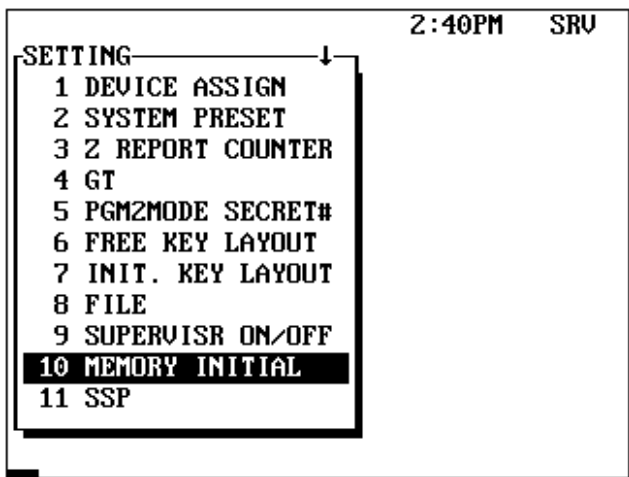 2:40PM SRV
SETTING ↓
1 DEVICE ASSIGN
2 SYSTEM PRESET
3 Z REPORT COUNTER
4 GT
5 PGM2MODE SECRET#
6 FREE KEY LAYOUT
7 INIT. KEY LAYOUT
8 FILE
9 SUPERVISR ON/OFF
10 MEMORY INITIAL
11 SSP